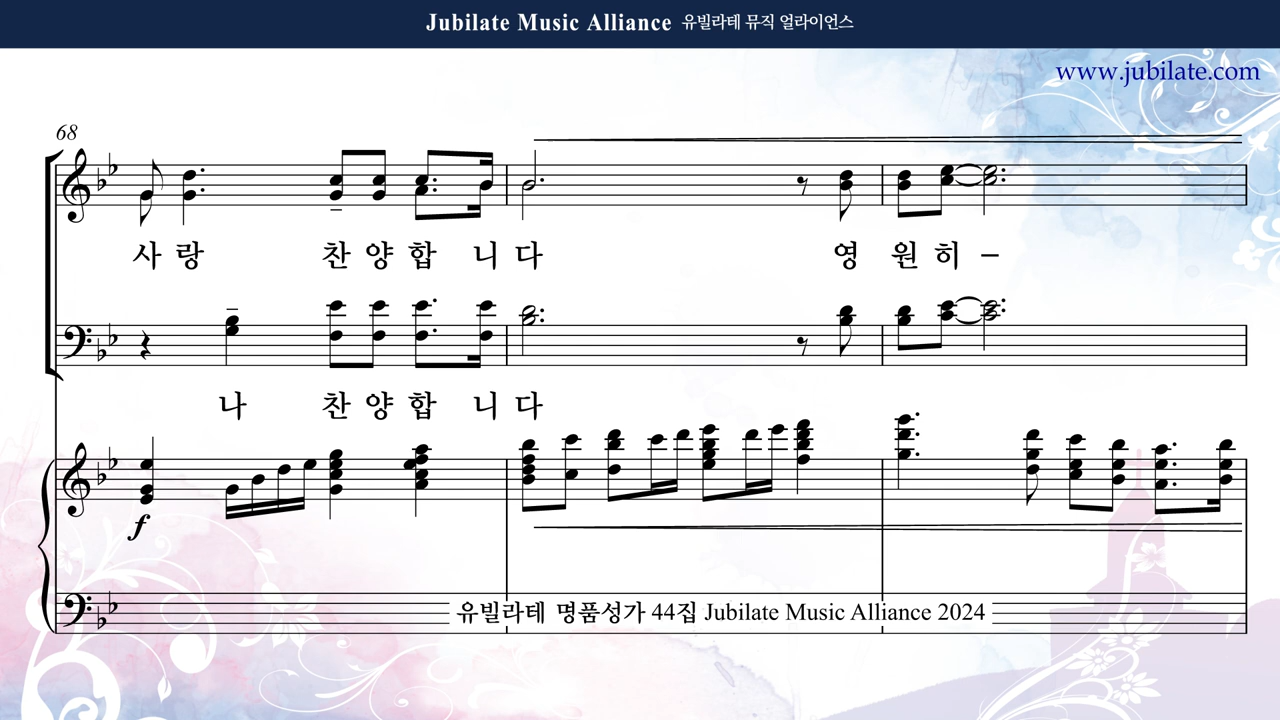 Jubilate Music Alliance 유빌라테 뮤직 얼라이언스
www.jubilate.com
68
사 랑 찬 양 합 니 다 영 원 히 –
나 찬 양 합 니 다
f
유빌라테 명품성가 44집 Jubilate Music Alliance 2024